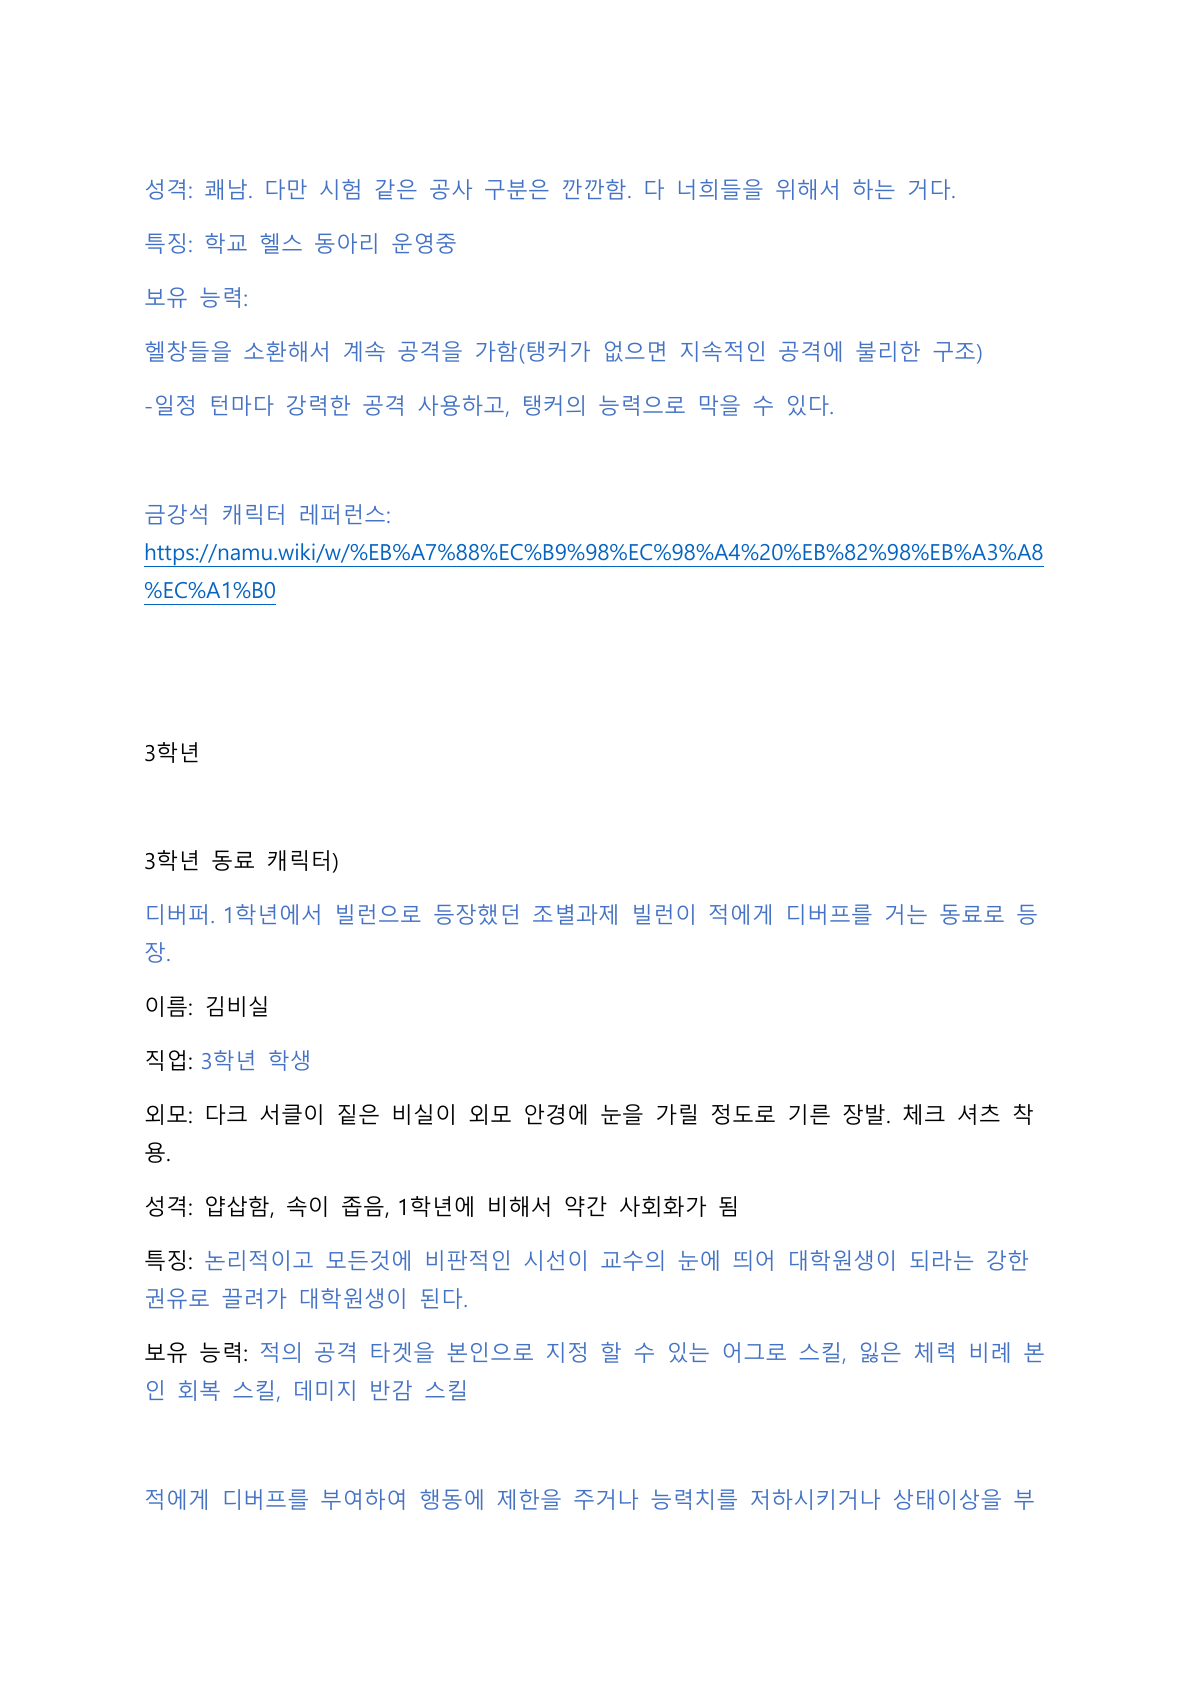 성격: 쾌남. 다만 시험 같은 공사 구분은 깐깐함. 다 너희들을 위해서 하는 거다.
특징: 학교 헬스 동아리 운영중
보유 능력:
헬창들을 소환해서 계속 공격을 가함(탱커가 없으면 지속적인 공격에 불리한 구조)
-일정 턴마다 강력한 공격 사용하고, 탱커의 능력으로 막을 수 있다.
금강석 캐릭터 레퍼런스:
https://namu.wiki/w/%EB%A7%88%EC%B9%98%EC%98%A4%20%EB%82%98%EB%A3%A8
%EC%A1%B0
3학년
3학년 동료 캐릭터)
디버퍼. 1학년에서 빌런으로 등장했던 조별과제 빌런이 적에게 디버프를 거는 동료로 등
장.
이름: 김비실
직업: 3학년 학생
외모: 다크 서클이 짙은 비실이 외모 안경에 눈을 가릴 정도로 기른 장발. 체크 셔츠 착
용.
성격: 얍삽함, 속이 좁음, 1학년에 비해서 약간 사회화가 됨
특징: 논리적이고 모든것에 비판적인 시선이 교수의 눈에 띄어 대학원생이 되라는 강한
권유로 끌려가 대학원생이 된다.
보유 능력: 적의 공격 타겟을 본인으로 지정 할 수 있는 어그로 스킬, 잃은 체력 비례 본
인 회복 스킬, 데미지 반감 스킬
적에게 디버프를 부여하여 행동에 제한을 주거나 능력치를 저하시키거나 상태이상을 부